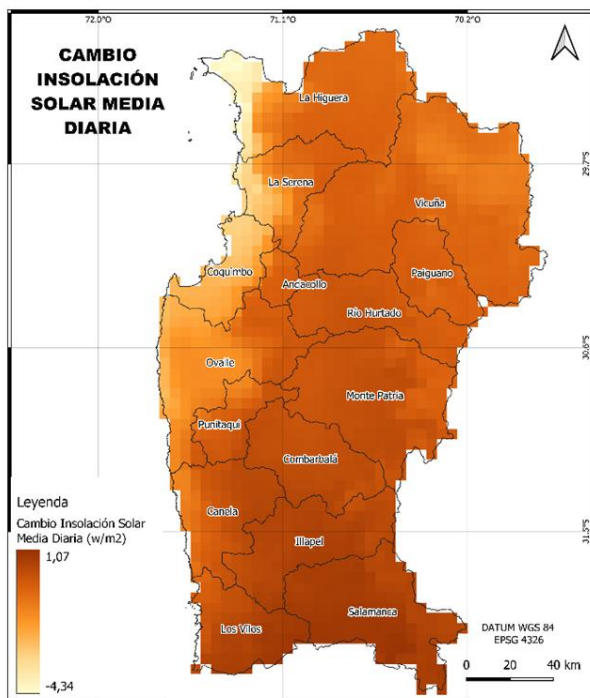 72.0°O
71.1°O
70.2°O
CAMBIO
INSOLACIÓN
SOLAR MEDIA
DIARIA
La Higuera
29.7°S
La Serena
Vicuña
Coquimbo
Andacollo
Paiguano
Río Hurtado
30.6°S
Ovalle
Monte Patria
Punitaqui
Combarbalá
Leyenda
Canela
Cambio Insolación Solar
Media Diaria (w/m2)
31.5°S
Illapel
1,07
Salamanca
Los Vilos
DATUM WGS 84
EPSG 4326
-4,34
0 20 40 km